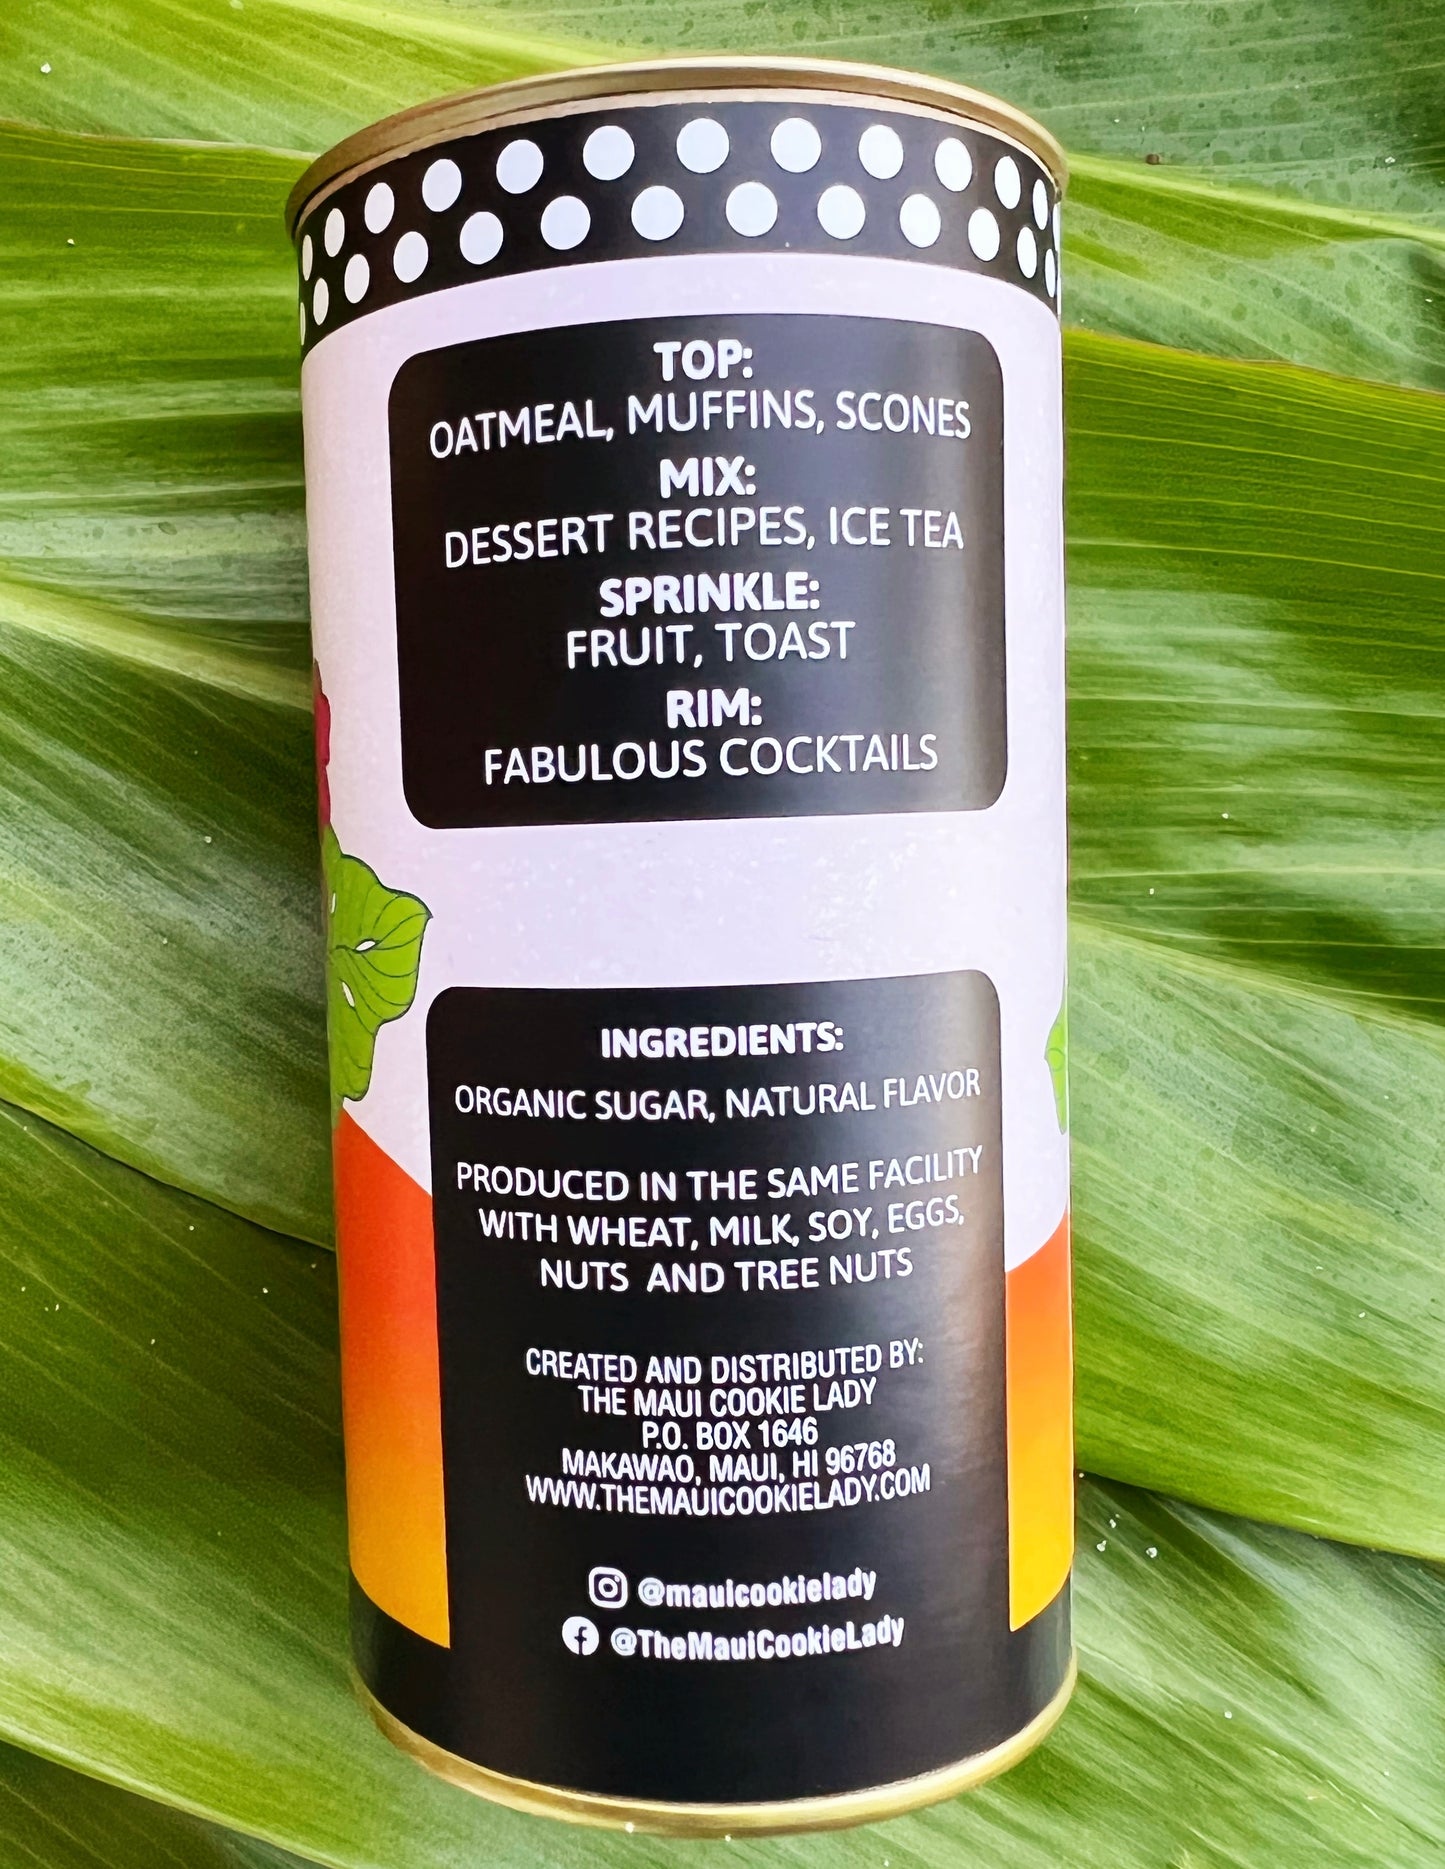 TOP:
OATMEAL, MUFFINS, SCONES
MIX:
DESSERT RECIPES, ICE TEA
SPRINKLE:
FRUIT, TOAST
RIM:
FABULOUS COCKTAILS
INGREDIENTS:
ORGANIC SUGAR, NATURAL FLAVOR
PRODUCED IN THE SAME FACILITY
WITH WHEAT, MILK, SOY, EGGS,
NUTS AND TREE NUTS
CREATED AND DISTRIBUTED BY:
THE MAUI COOKIE LADY
P.O. BOX 1646
MAKAWAO, MAUI, HI 96768
WWW.THEMAUICOOKIELADY.COM
@mauicookielady
@TheMauiCookieLady